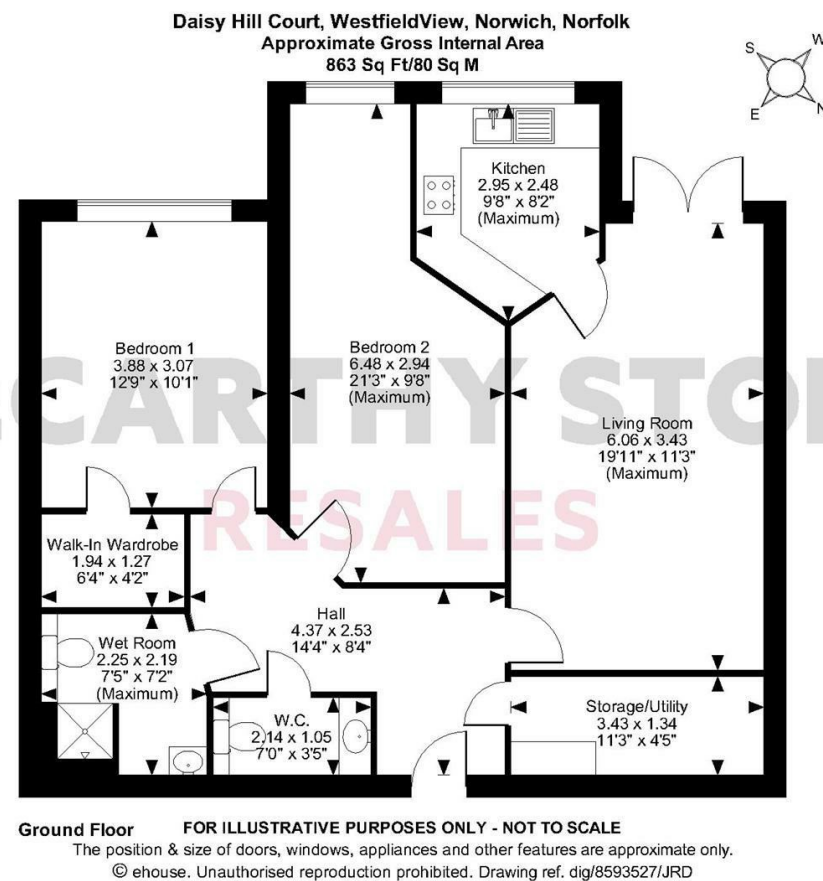 Daisy Hill Court, WestfieldView, Norwich, Norfolk
Approximate Gross Internal Area
863 Sq Ft/80 Sq M
S
W
E
N
Kitchen
2.95 x 2.48
9'8" x 8'2"
(Maximum)
Bedroom 1
3.88 x 3.07
12'9" x 10'1"
Bedroom 2
6.48 x 2.94
21'3" x 9'8"
(Maximum)
Living Room
6.06 x 3.43
19'11" x 11'3"
(Maximum)
CARTHY STO
RESALES
Walk-In Wardrobe
1.94 x 1.27
6'4" x 4'2"
Hall
4.37 x 2.53
14'4" x 8'4"
Wet Room
2.25 x 2.19
7'5" x 7'2"
(Maximum)
W.C.
2.14 x 1.05
7'0" x 3'5"
Storage/Utility
3.43 x 1.34
11'3" x 4'5"
Ground Floor
FOR ILLUSTRATIVE PURPOSES ONLY - NOT TO SCALE
The position & size of doors, windows, appliances and other features are approximate only.
© ehouse. Unauthorised reproduction prohibited. Drawing ref. dig/8593527/JRD